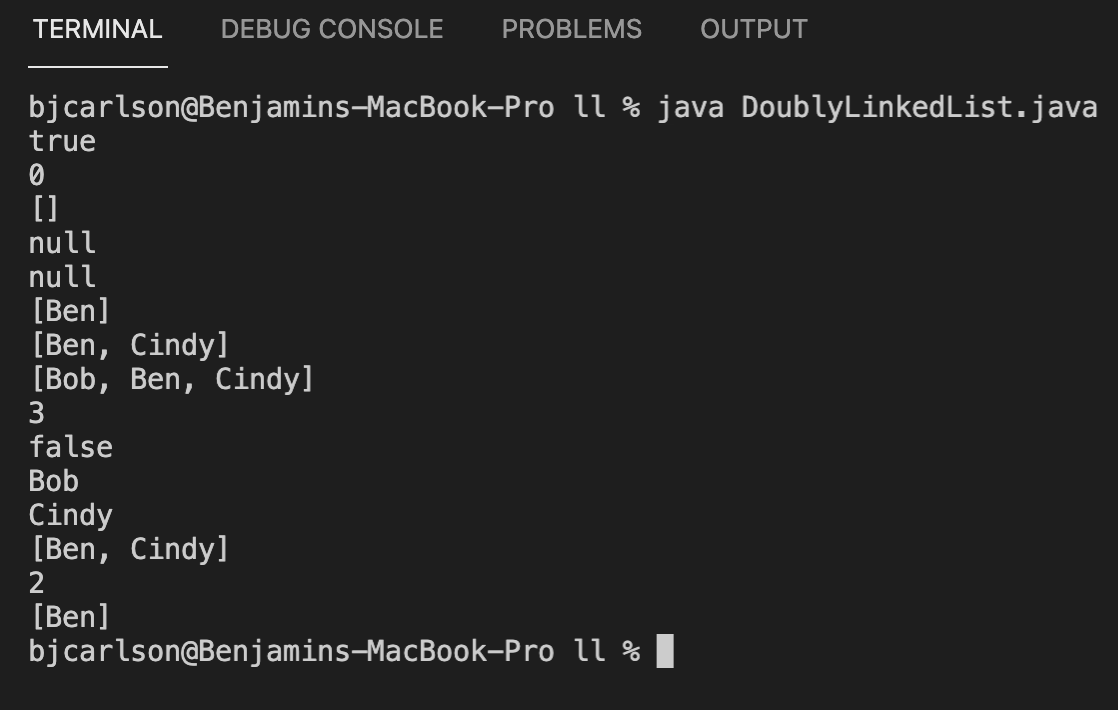 TERMINAL DEBUG CONSOLE PROBLEMS OUTPUT
bjcarlson@Benjamins-MacBook-Pro ll % java DoublyLinkedList.java
true
0
[]
null
null
[Ben]
[Ben, Cindy]
[Bob, Ben, Cindy]
3
false
Bob
Cindy
[Ben, Cindy]
2
[Ben]
bjcarlson@Benjamins-MacBook-Pro ll %